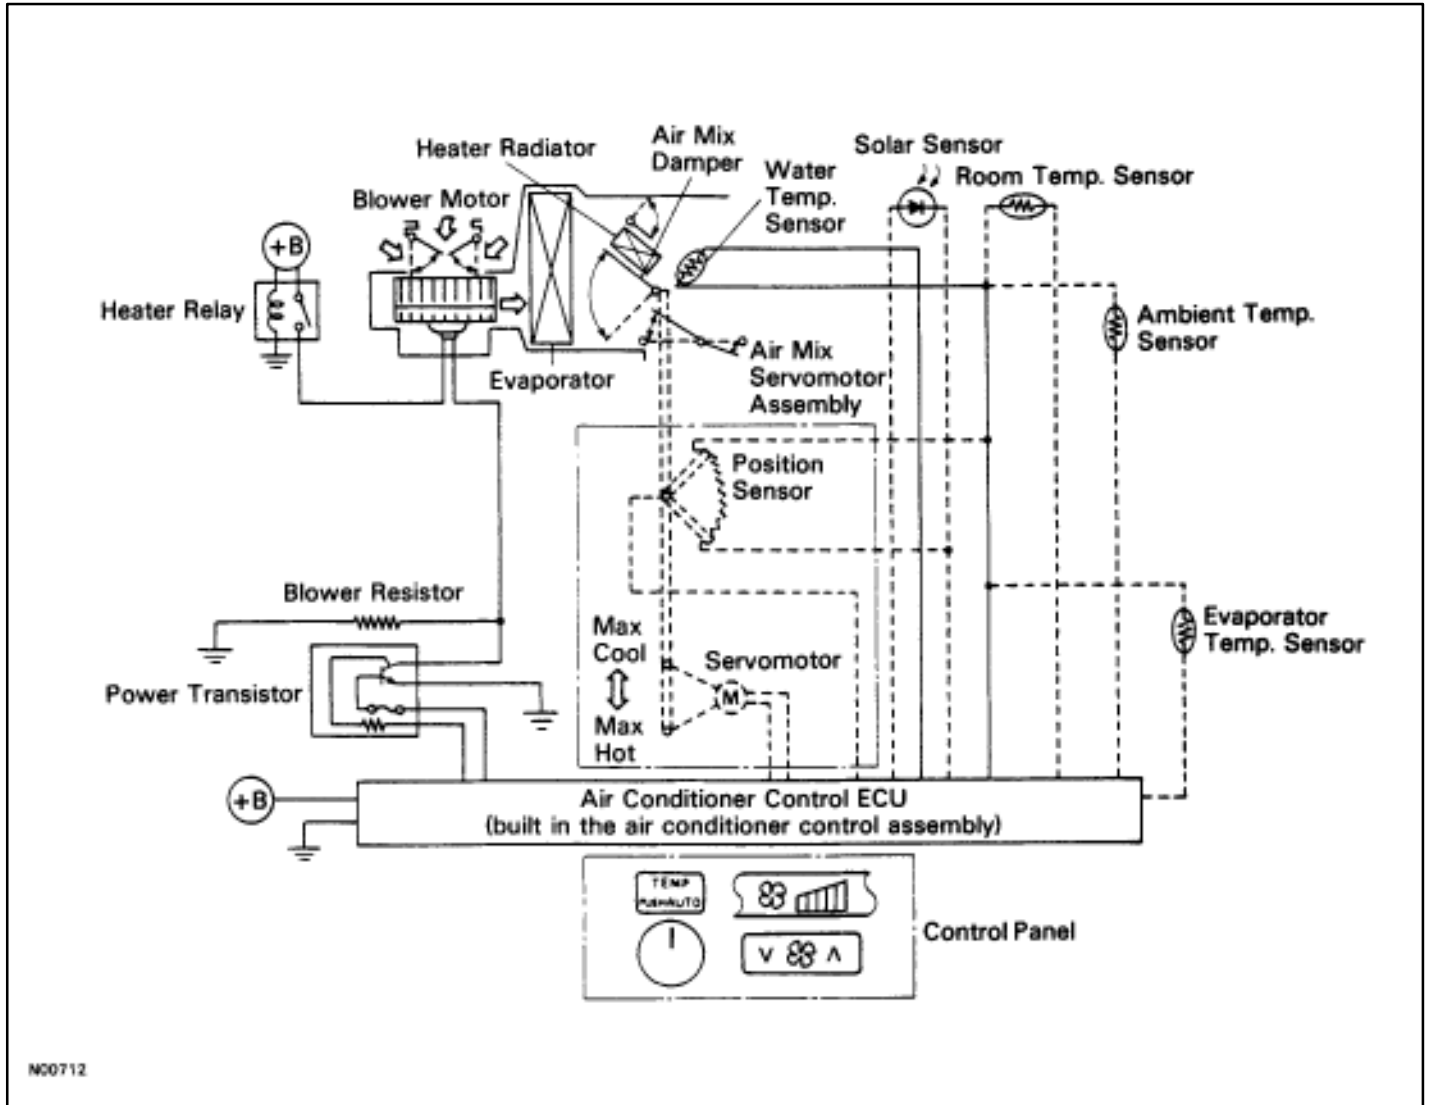 Heater Radiator
Air Mix
Damper
Solar Sensor
Water
Temp.
Sensor
Room Temp. Sensor
Blower Motor
+B
Heater Relay
Ambient Temp.
Sensor
Evaporator
Air Mix
Servomotor
Assembly
Position
Sensor
Blower Resistor
Evaporator
Temp. Sensor
Max
Cool
Servomotor
Power Transistor
M
Max
Hot
+B
Air Conditioner Control ECU
(built in the air conditioner control assembly)
TEMP
PUSH AUTO
Control Panel
N00712